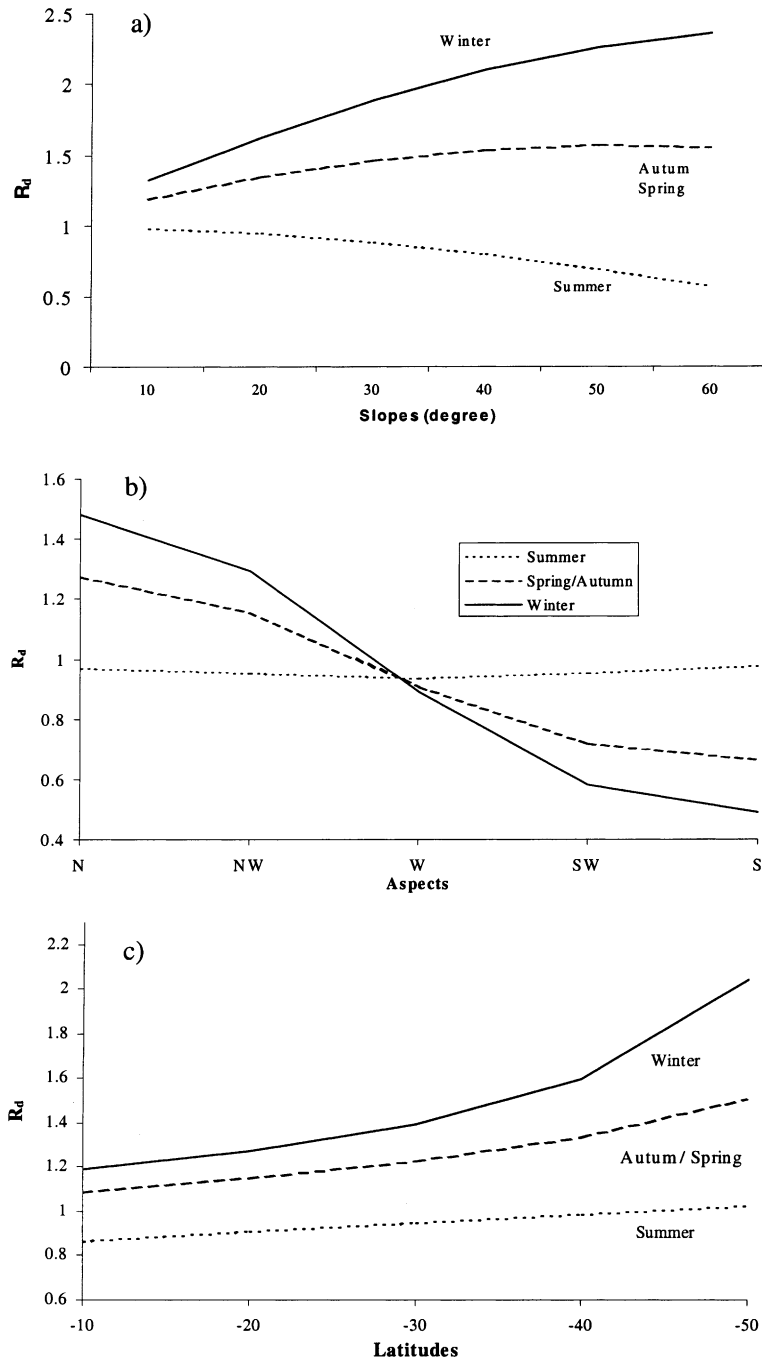 a)
2.5
2
1.5
1
0.5
0
Rd
Winter
Autum
Spring
Summer
10 20 30 40 50 60
Slopes (degree)
b)
1.6
1.4
1.2
1
0.8
0.6
0.4
Rd
Summer
Spring/Autumn
Winter
N NW W SW S
Aspects
c)
2.2
2
1.8
1.6
1.4
1.2
1
0.8
0.6
Rd
Winter
Autum / Spring
Summer
-10 -20 -30 -40 -50
Latitudes